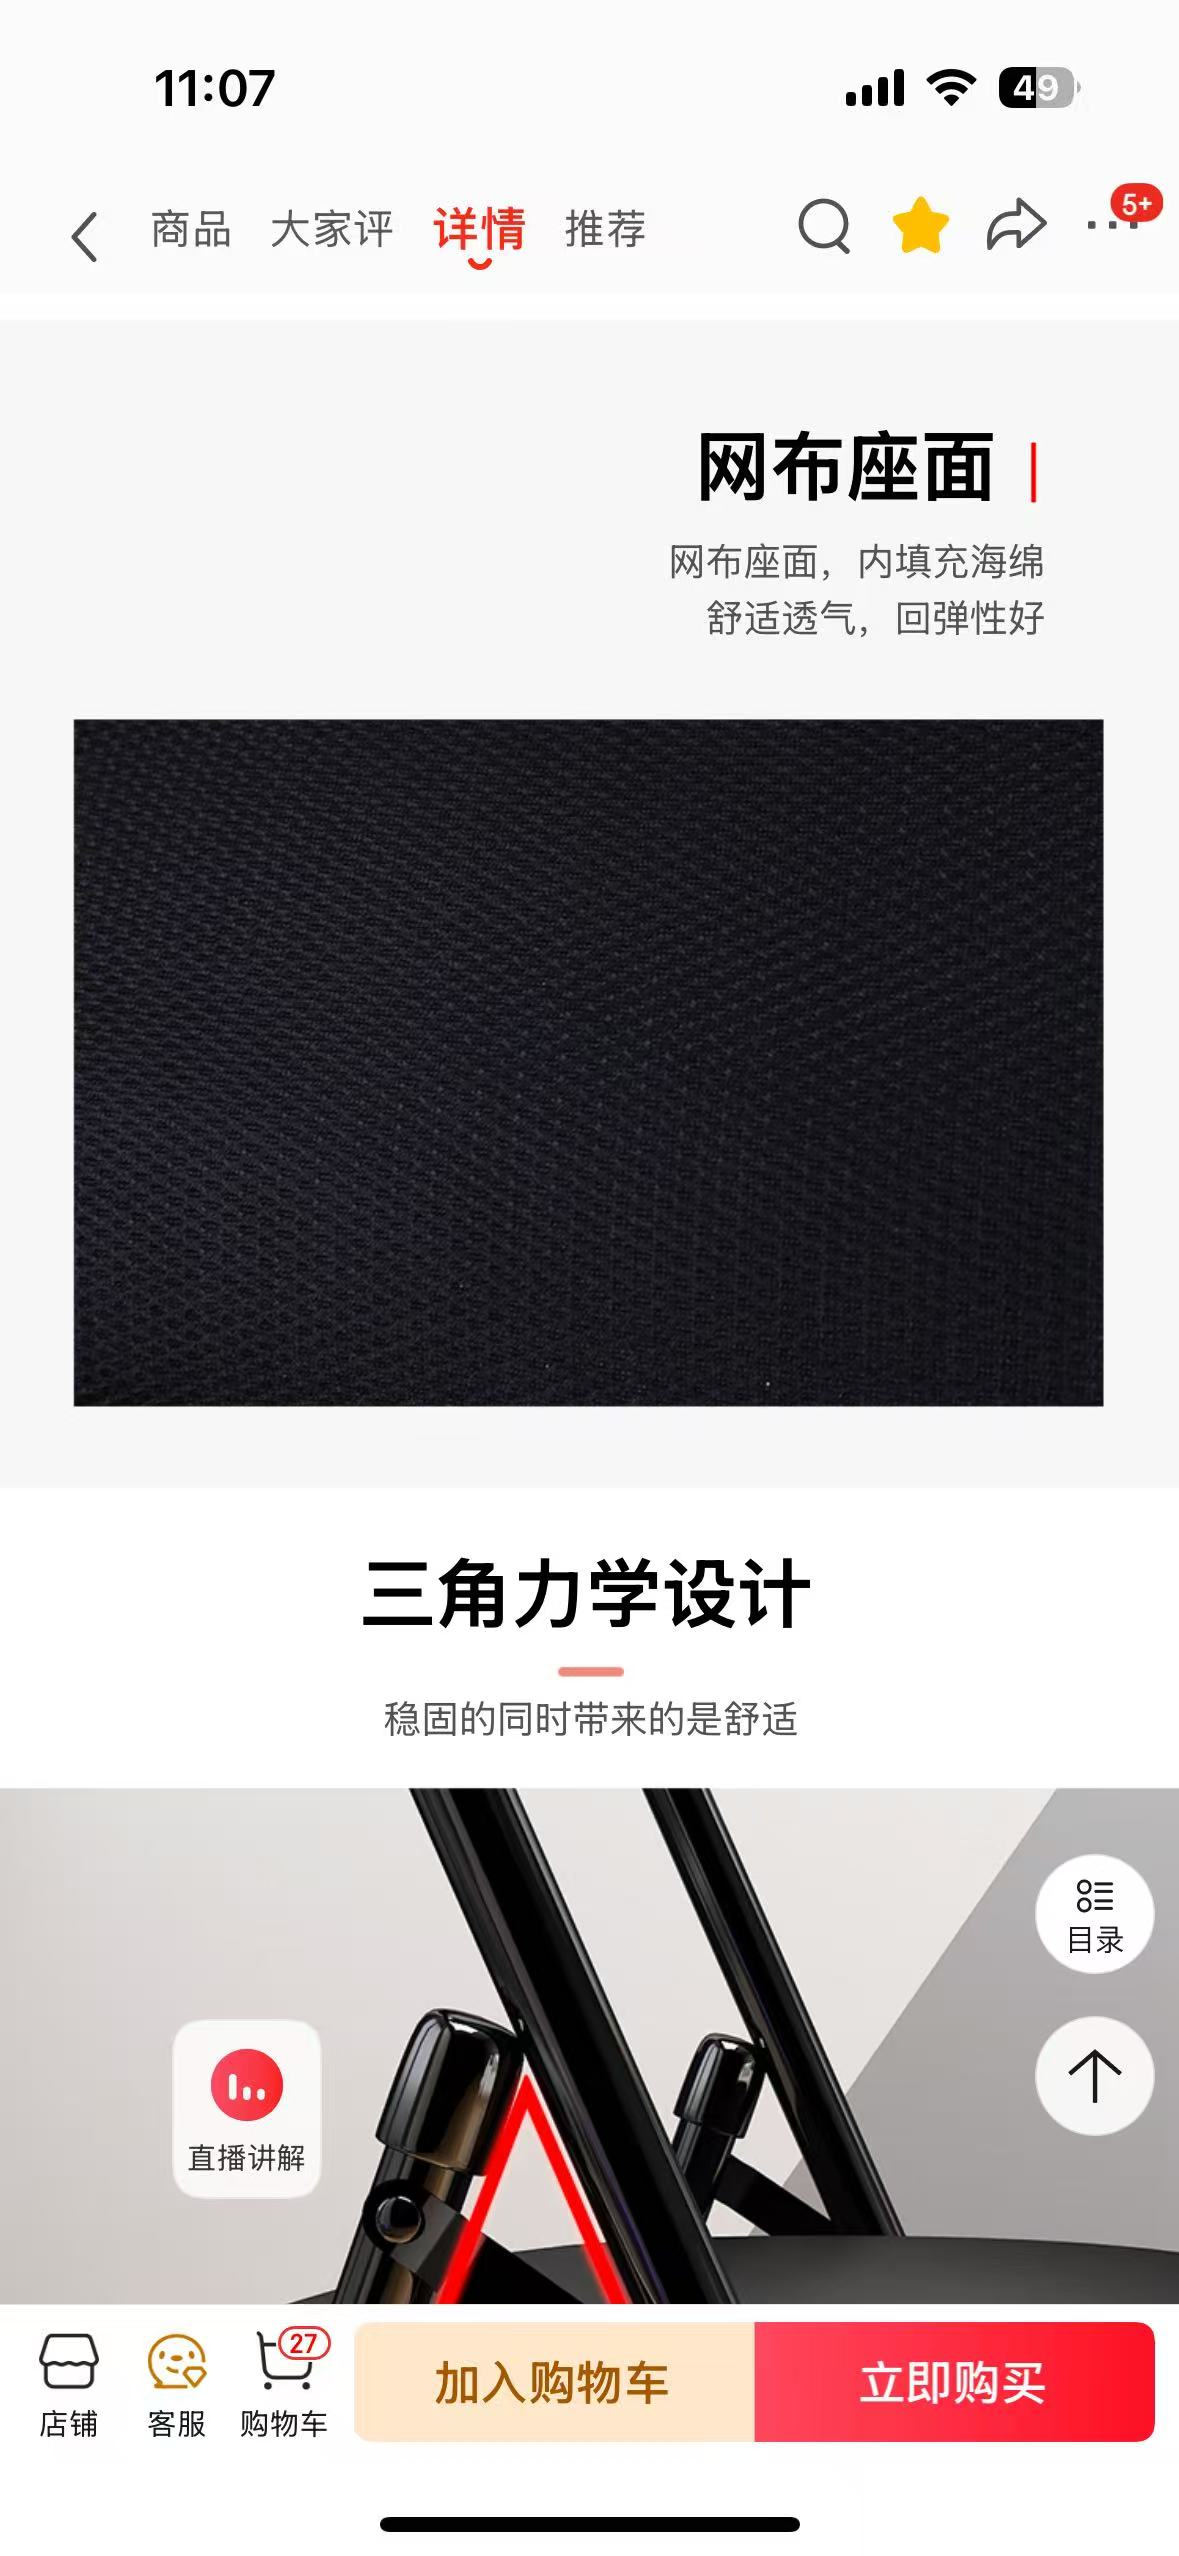 11:07
49
商品 大家评 详情 推荐
5+
网布座面
网布座面，内填充海绵
舒适透气，回弹性好
三角力学设计
稳固的同时带来的是舒适
目录
直播讲解
27
店铺 客服 购物车 加入购物车 立即购买